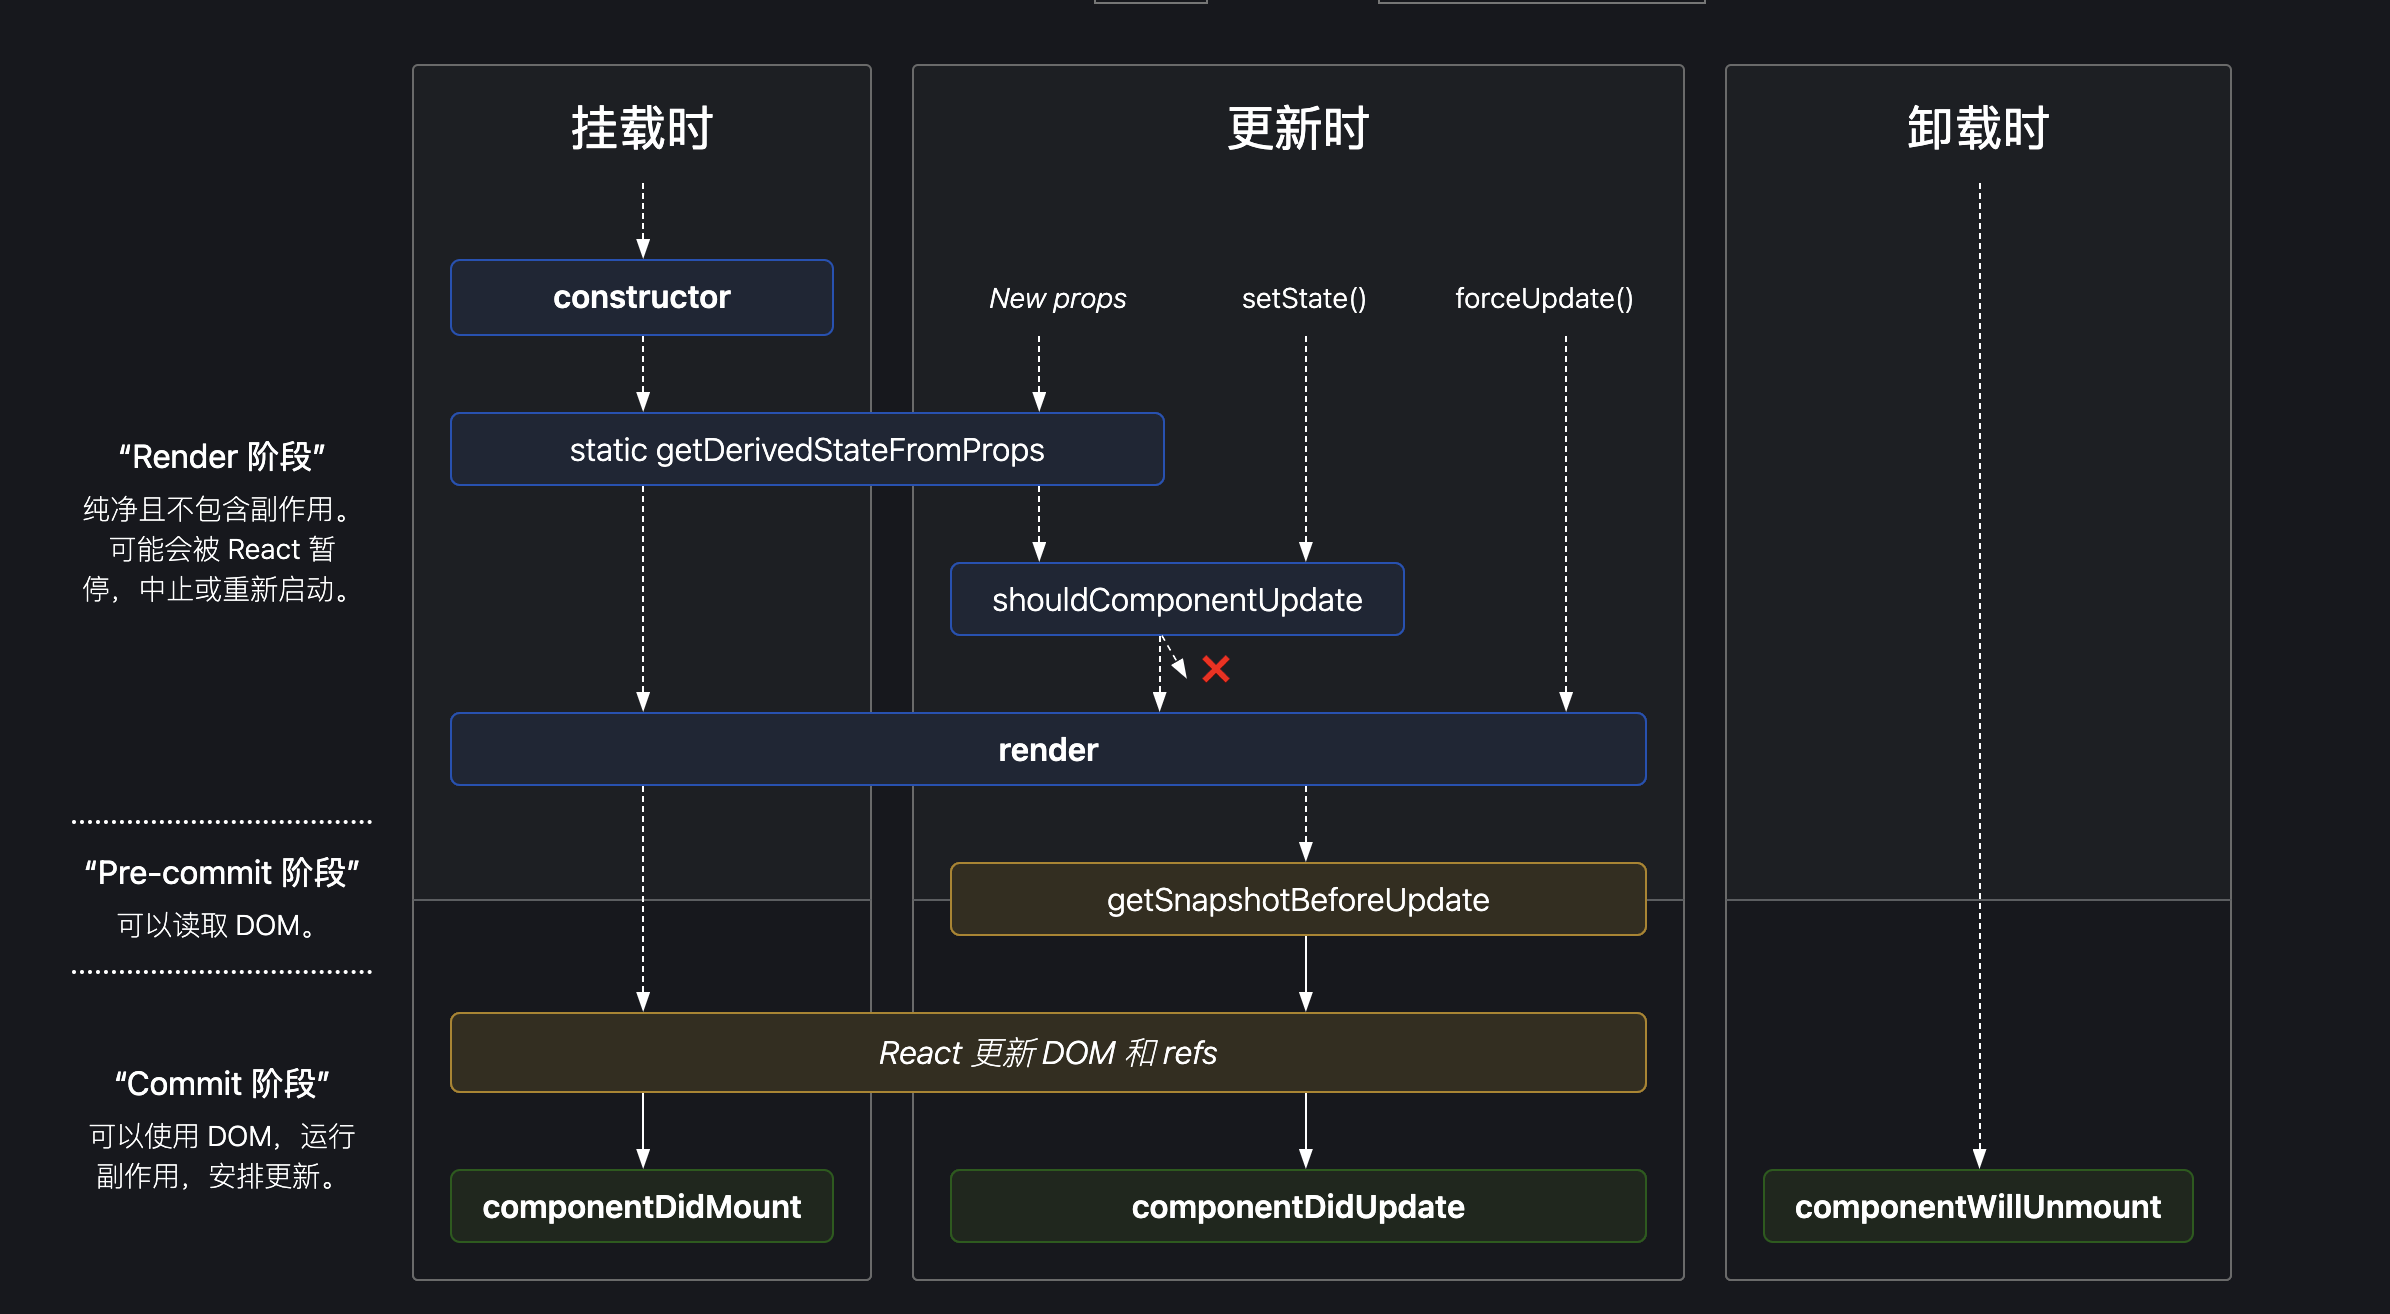 挂载时
更新时
卸载时
constructor
New props
setState()
forceUpdate()
static getDerivedStateFromProps
“Render 阶段”
纯净且不包含副作用。
可能会被 React 暂
停，中止或重新启动。
shouldComponentUpdate
render
“Pre-commit 阶段”
可以读取 DOM。
getSnapshotBeforeUpdate
React 更新 DOM 和 refs
“Commit 阶段”
可以使用 DOM，运行
副作用，安排更新。
componentDidMount
componentDidUpdate
componentWillUnmount